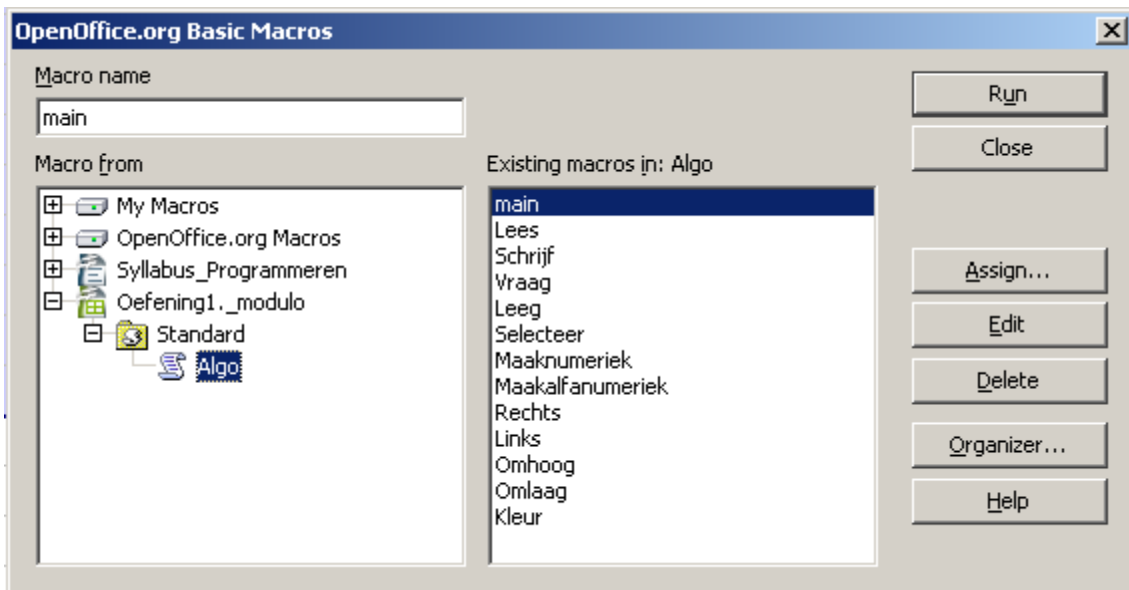 OpenOffice.org Basic Macros
Macro name
main
Macro from
My Macros
OpenOffice.org Macros
Syllabus_Programmeren
Oefening1._modulo
Standard
Algo
Existing macros in: Algo
main
Lees
Schrijf
Vraag
Leeg
Selecteer
Maaknumeriek
Maakalfanumeriek
Rechts
Links
Omhoog
Omlaag
Kleur
Run
Close
Assign...
Edit
Delete
Organizer...
Help